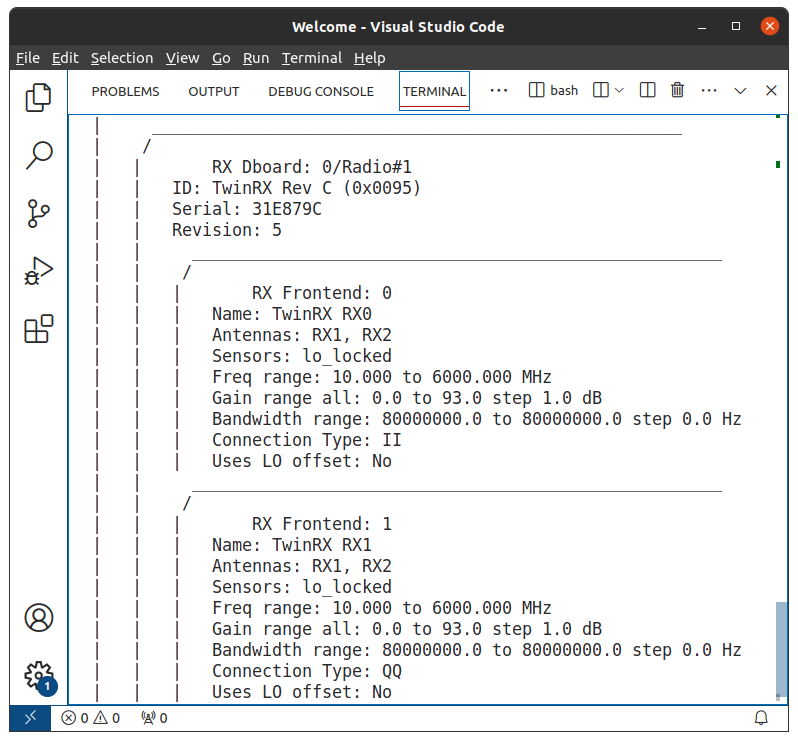 Welcome - Visual Studio Code
File Edit Selection View Go Run Terminal Help
PROBLEMS OUTPUT DEBUG CONSOLE TERMINAL ··· bash ···
| _____________________________________________________
| /
| | RX Dboard: 0/Radio#1
| | ID: TwinRX Rev C (0x0095)
| | Serial: 31E879C
| | Revision: 5
| | _____________________________________________________
| | /
| | | RX Frontend: 0
| | | Name: TwinRX RX0
| | | Antennas: RX1, RX2
| | | Sensors: lo_locked
| | | Freq range: 10.000 to 6000.000 MHz
| | | Gain range all: 0.0 to 93.0 step 1.0 dB
| | | Bandwidth range: 80000000.0 to 80000000.0 step 0.0 Hz
| | | Connection Type: II
| | | Uses LO offset: No
| | _____________________________________________________
| | /
| | | RX Frontend: 1
| | | Name: TwinRX RX1
| | | Antennas: RX1, RX2
| | | Sensors: lo_locked
| | | Freq range: 10.000 to 6000.000 MHz
| | | Gain range all: 0.0 to 93.0 step 1.0 dB
| | | Bandwidth range: 80000000.0 to 80000000.0 step 0.0 Hz
| | | Connection Type: QQ
| | | Uses LO offset: No
1
0 0 0